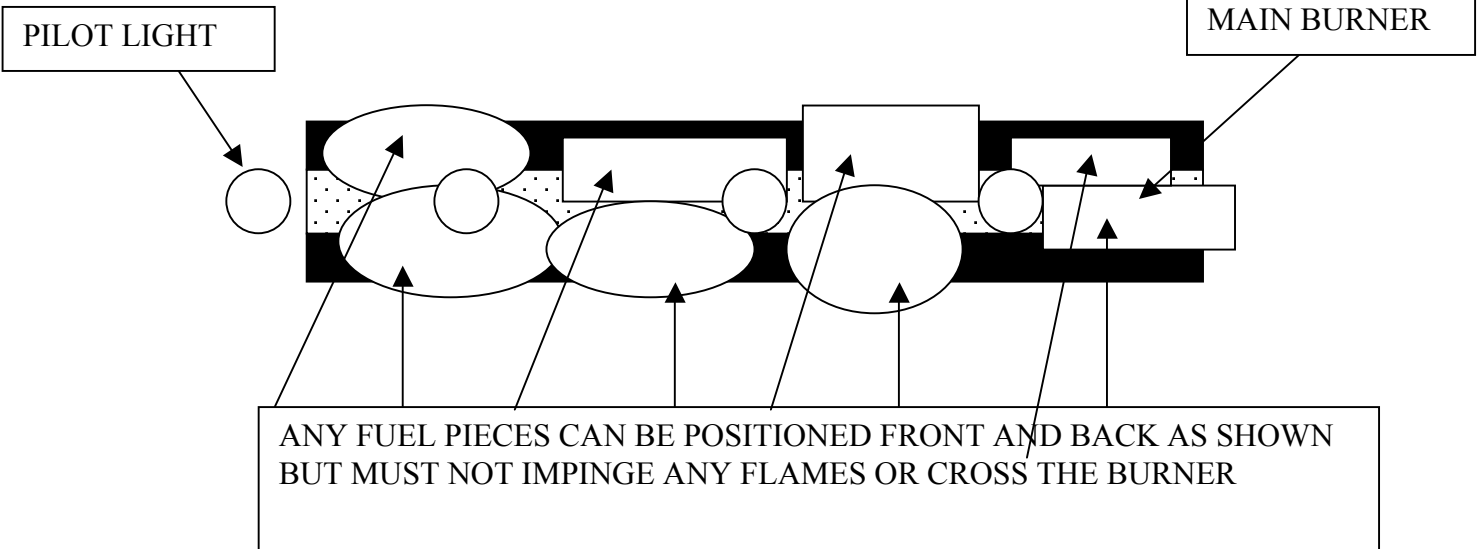 PILOT LIGHT
MAIN BURNER
ANY FUEL PIECES CAN BE POSITIONED FRONT AND BACK AS SHOWN
BUT MUST NOT IMPINGE ANY FLAMES OR CROSS THE BURNER